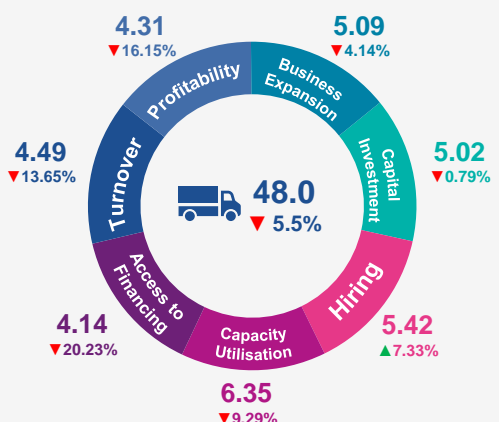 4.31
▼16.15%
5.09
▼4.14%
Profitability
Business
Expansion
4.49
▼13.65%
Turnover
Capital
Investment
5.02
▼0.79%
48.0
▼ 5.5%
Access to
Financing
Hiring
4.14
▼20.23%
Capacity
Utilisation
5.42
▲7.33%
6.35
▼9.29%